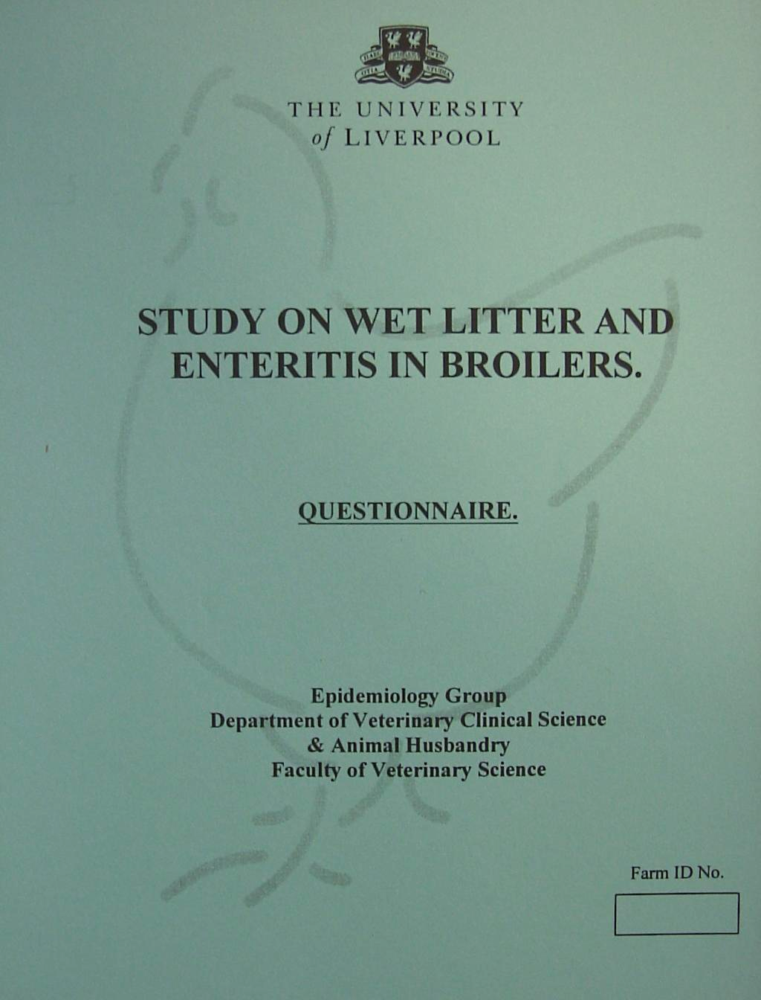 THE UNIVERSITY
of LIVERPOOL
STUDY ON WET LITTER AND
ENTERITIS IN BROILERS.
QUESTIONNAIRE.
Epidemiology Group
Department of Veterinary Clinical Science
& Animal Husbandry
Faculty of Veterinary Science
Farm ID No.